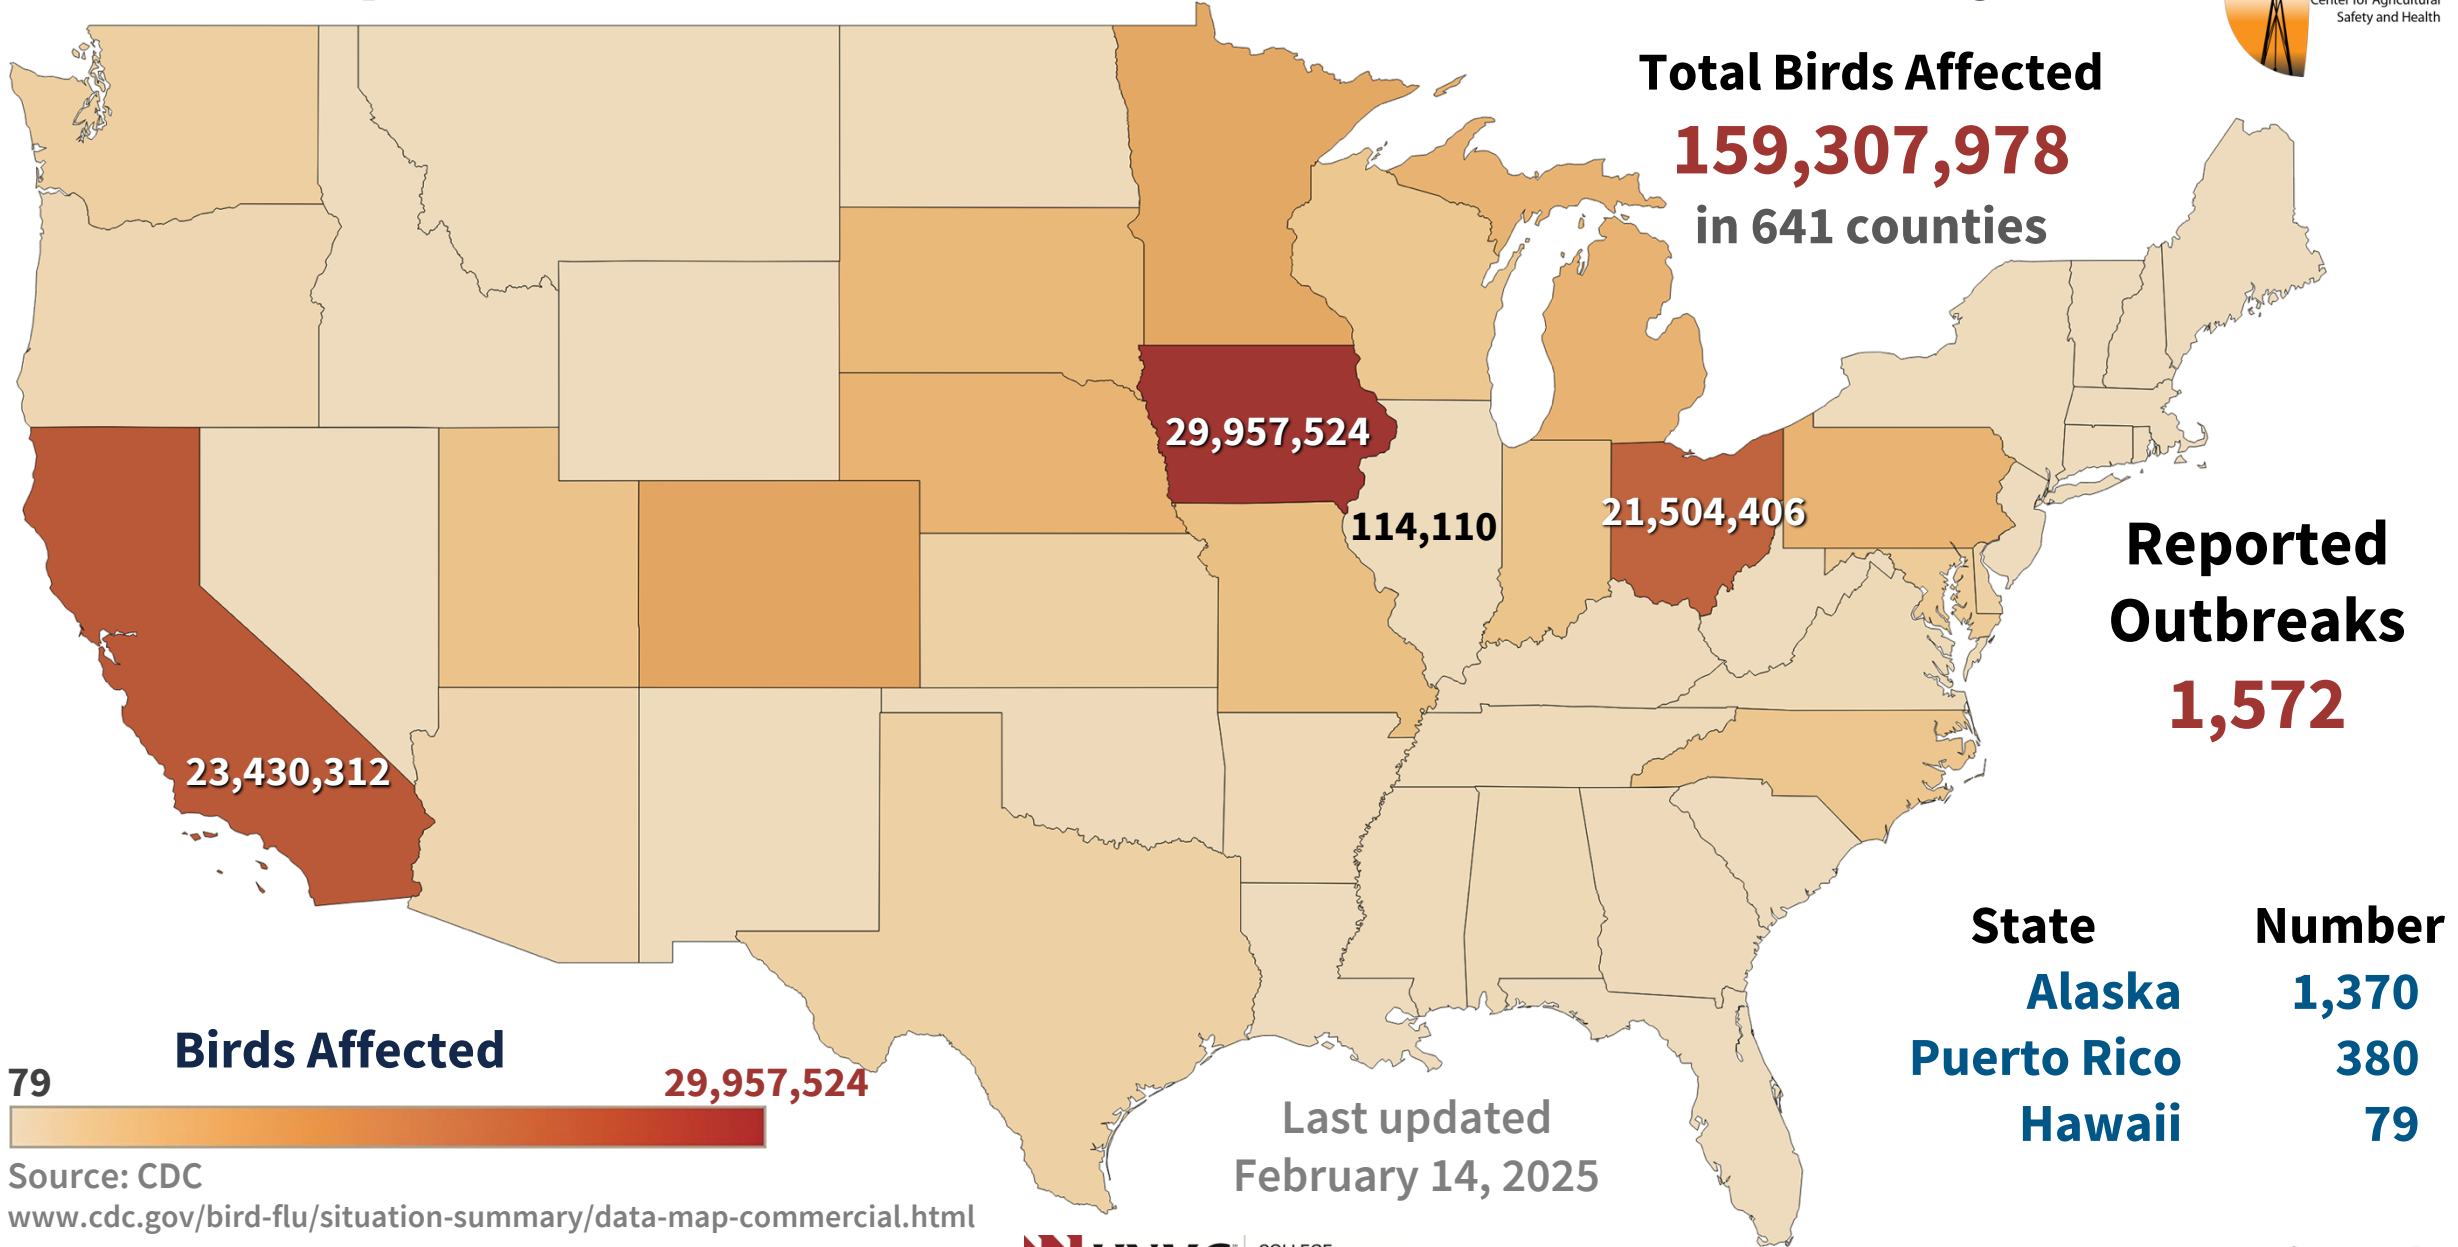 Center for Agricultural
Safety and Health
Total Birds Affected
159,307,978
in 641 counties
29,957,524
114,110
21,504,406
23,430,312
Reported
Outbreaks
1,572
State Number
Alaska 1,370
Puerto Rico 380
Hawaii 79
Birds Affected
79 29,957,524
Last updated
February 14, 2025
Source: CDC
www.cdc.gov/bird-flu/situation-summary/data-map-commercial.html